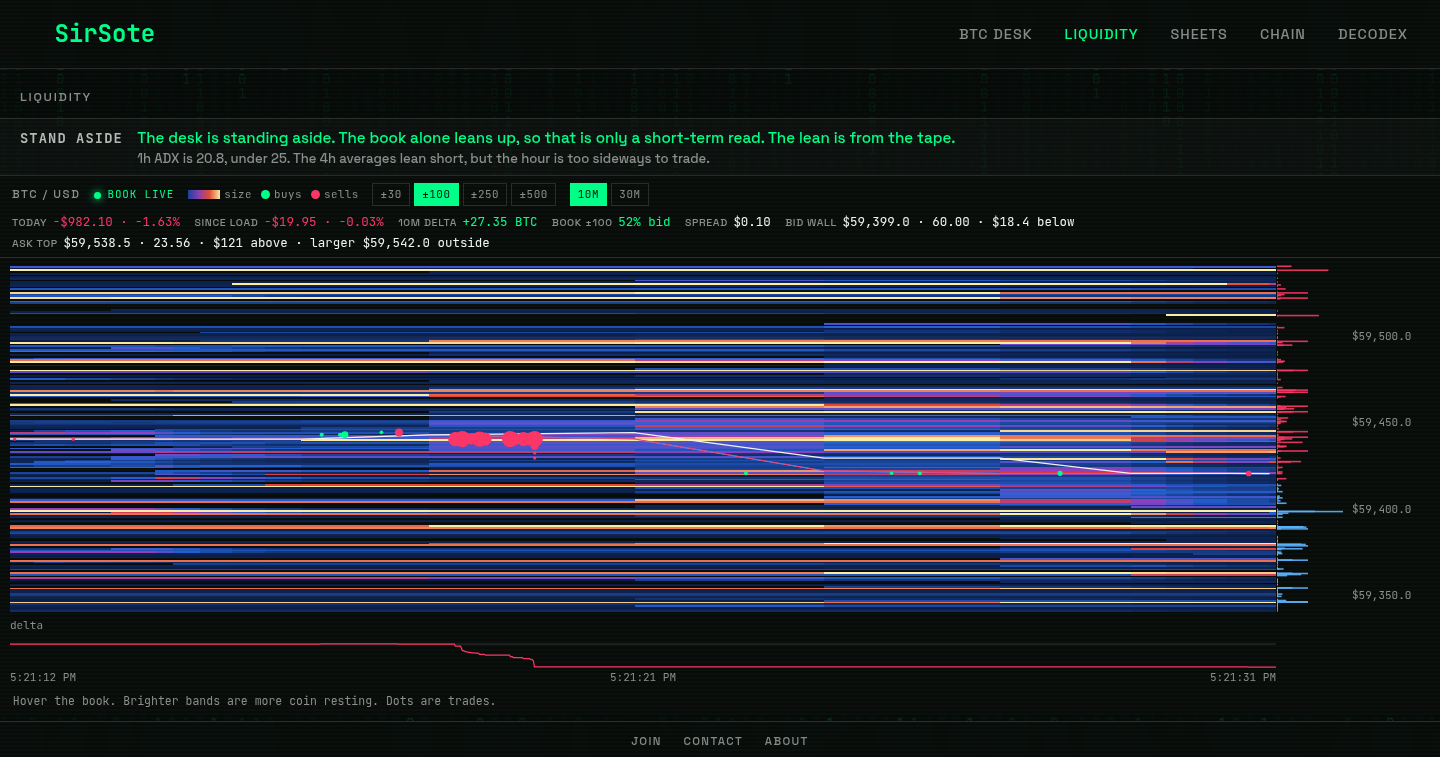 SirSote
BTC DESK LIQUIDITY SHEETS CHAIN DECODEX
LIQUIDITY
STAND ASIDE The desk is standing aside. The book alone leans up, so that is only a short-term read. The lean is from the tape.
1h ADX is 20.8, under 25. The 4h averages lean short, but the hour is too sideways to trade.
BTC / USD BOOK LIVE size buys sells ±30 ±100 ±250 ±500 10M 30M
TODAY -$982.10 · -1.63% SINCE LOAD -$19.95 · -0.03% 10M DELTA +27.35 BTC BOOK ±100 52% bid SPREAD $0.10 BID WALL $59,399.0 · 60.00 · $18.4 below
ASK TOP $59,538.5 · 23.56 · $121 above · larger $59,542.0 outside
$59,500.0
$59,450.0
$59,400.0
$59,350.0
delta
5:21:12 PM 5:21:21 PM 5:21:31 PM
Hover the book. Brighter bands are more coin resting. Dots are trades.
JOIN CONTACT ABOUT